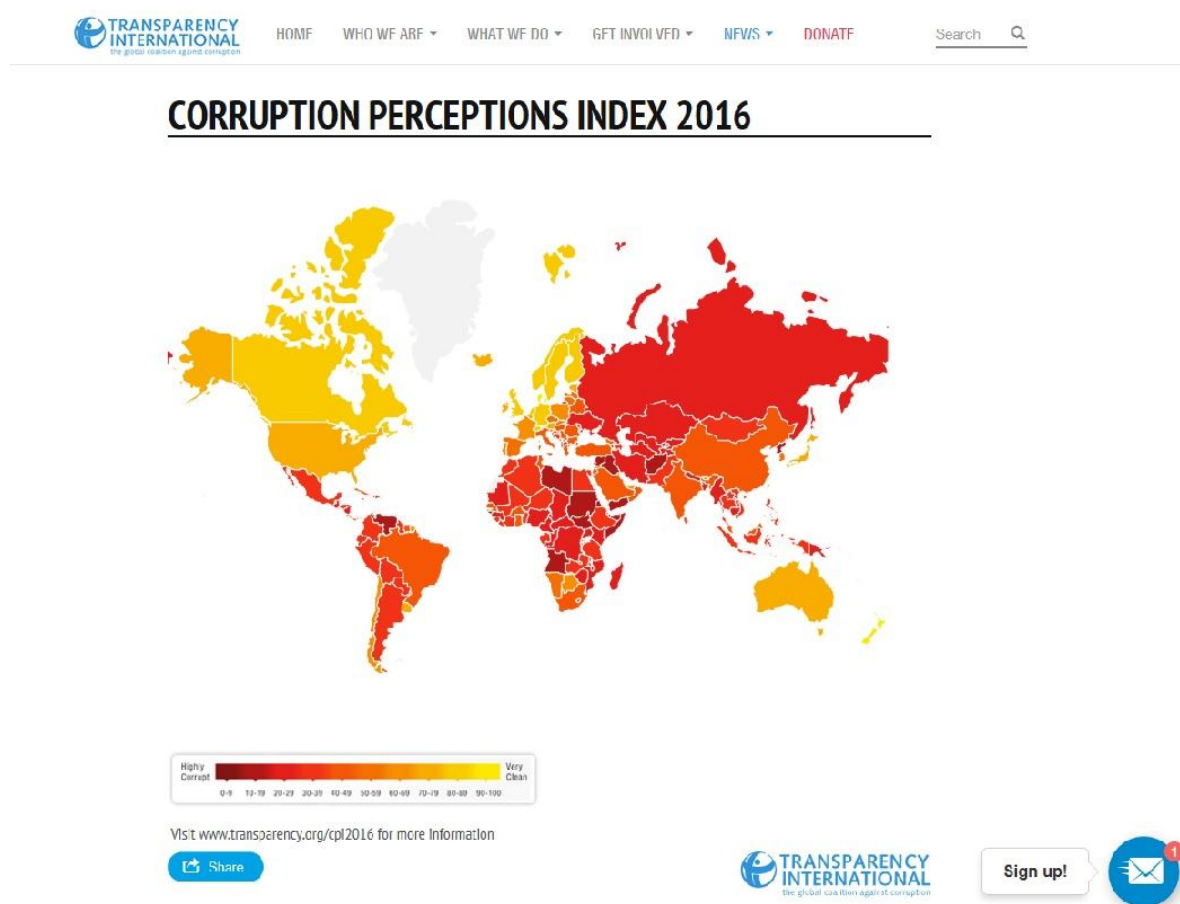 TRANSPARENCY
INTERNATIONAL
the global coalition against corruption
HOME WHO WE ARE WHAT WE DO GET INVOLVED NEWS DONATE Search
CORRUPTION PERCEPTIONS INDEX 2016
Highly
Corrupt
Very
Clean
0-9 10-19 20-29 30-39 40-49 50-59 60-69 70-79 80-89 90-100
Visit www.transparency.org/cpi2016 for more information
Share
TRANSPARENCY
INTERNATIONAL
the global coalition against corruption
Sign up!
1